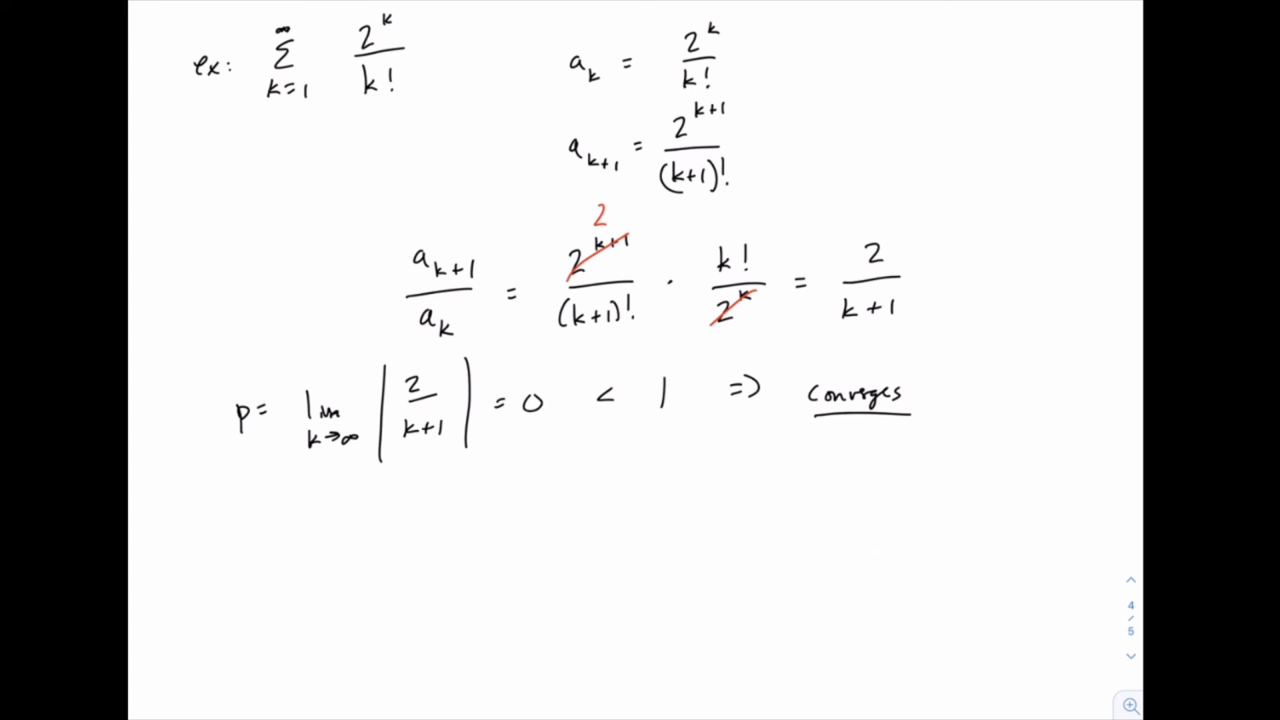 ex: ∞ Σ k=1 2^k / k! a_k = 2^k / k!
a_{k+1} = 2^{k+1} / (k+1)!
2
a_{k+1} / a_k = 2^{k+1} / (k+1)! · k! / 2^k = 2 / k+1
p = lim k→∞ | 2 / k+1 | = 0 < 1 => converges
4
/
5